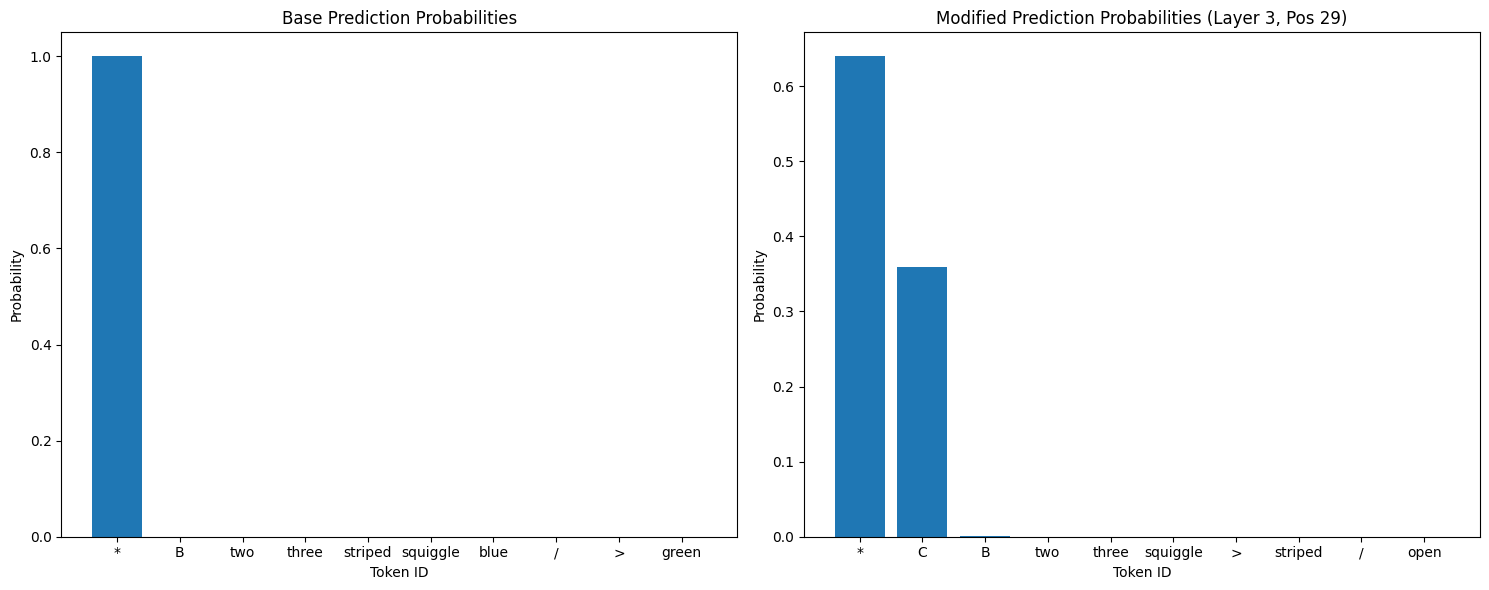 Base Prediction Probabilities
Probability
1.0
0.8
0.6
0.4
0.2
0.0
* B two three striped squiggle blue / > green
Token ID
Modified Prediction Probabilities (Layer 3, Pos 29)
Probability
0.6
0.5
0.4
0.3
0.2
0.1
0.0
* C B two three squiggle > striped / open
Token ID